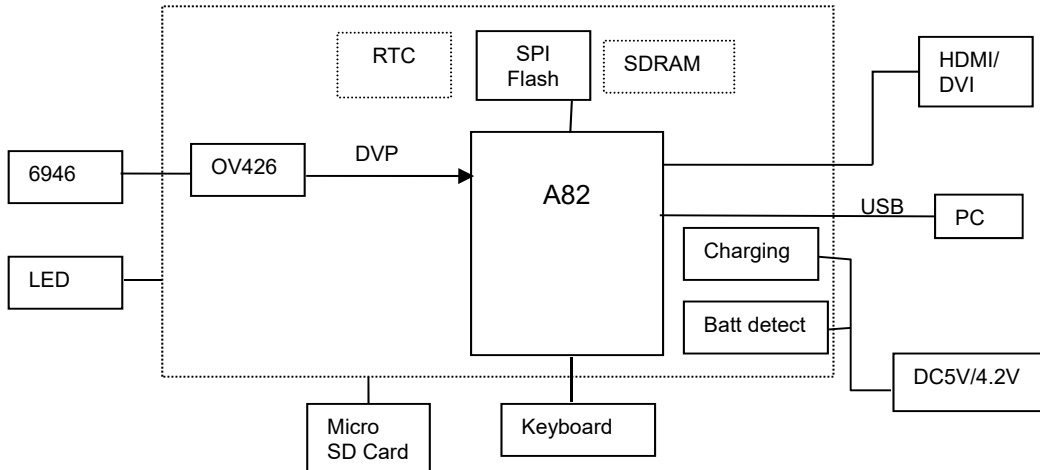 RTC
SPI
Flash
SDRAM
HDMI/
DVI
6946
OV426
DVP
A82
USB
PC
LED
Charging
Batt detect
DC5V/4.2V
Micro
SD Card
Keyboard